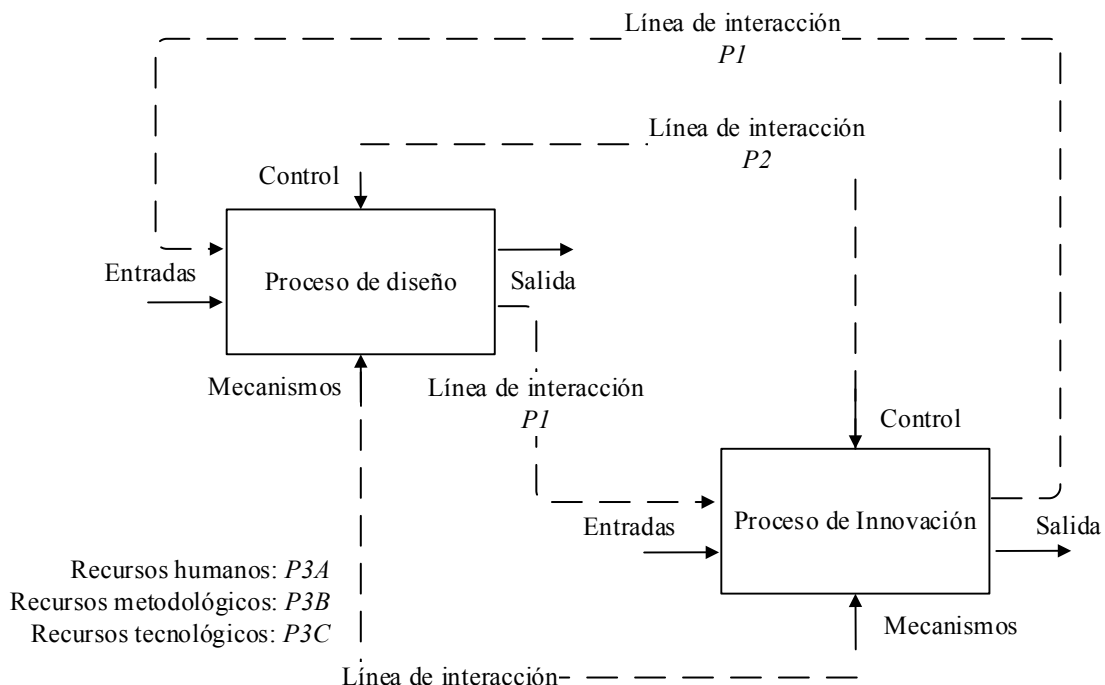 Línea de interacción
P1
Línea de interacción
P2
Control
Entradas
Proceso de diseño
Salida
Mecanismos
Línea de interacción
P1
Control
Entradas
Proceso de Innovación
Salida
Recursos humanos: P3A
Recursos metodológicos: P3B
Recursos tecnológicos: P3C
Mecanismos
Línea de interacción